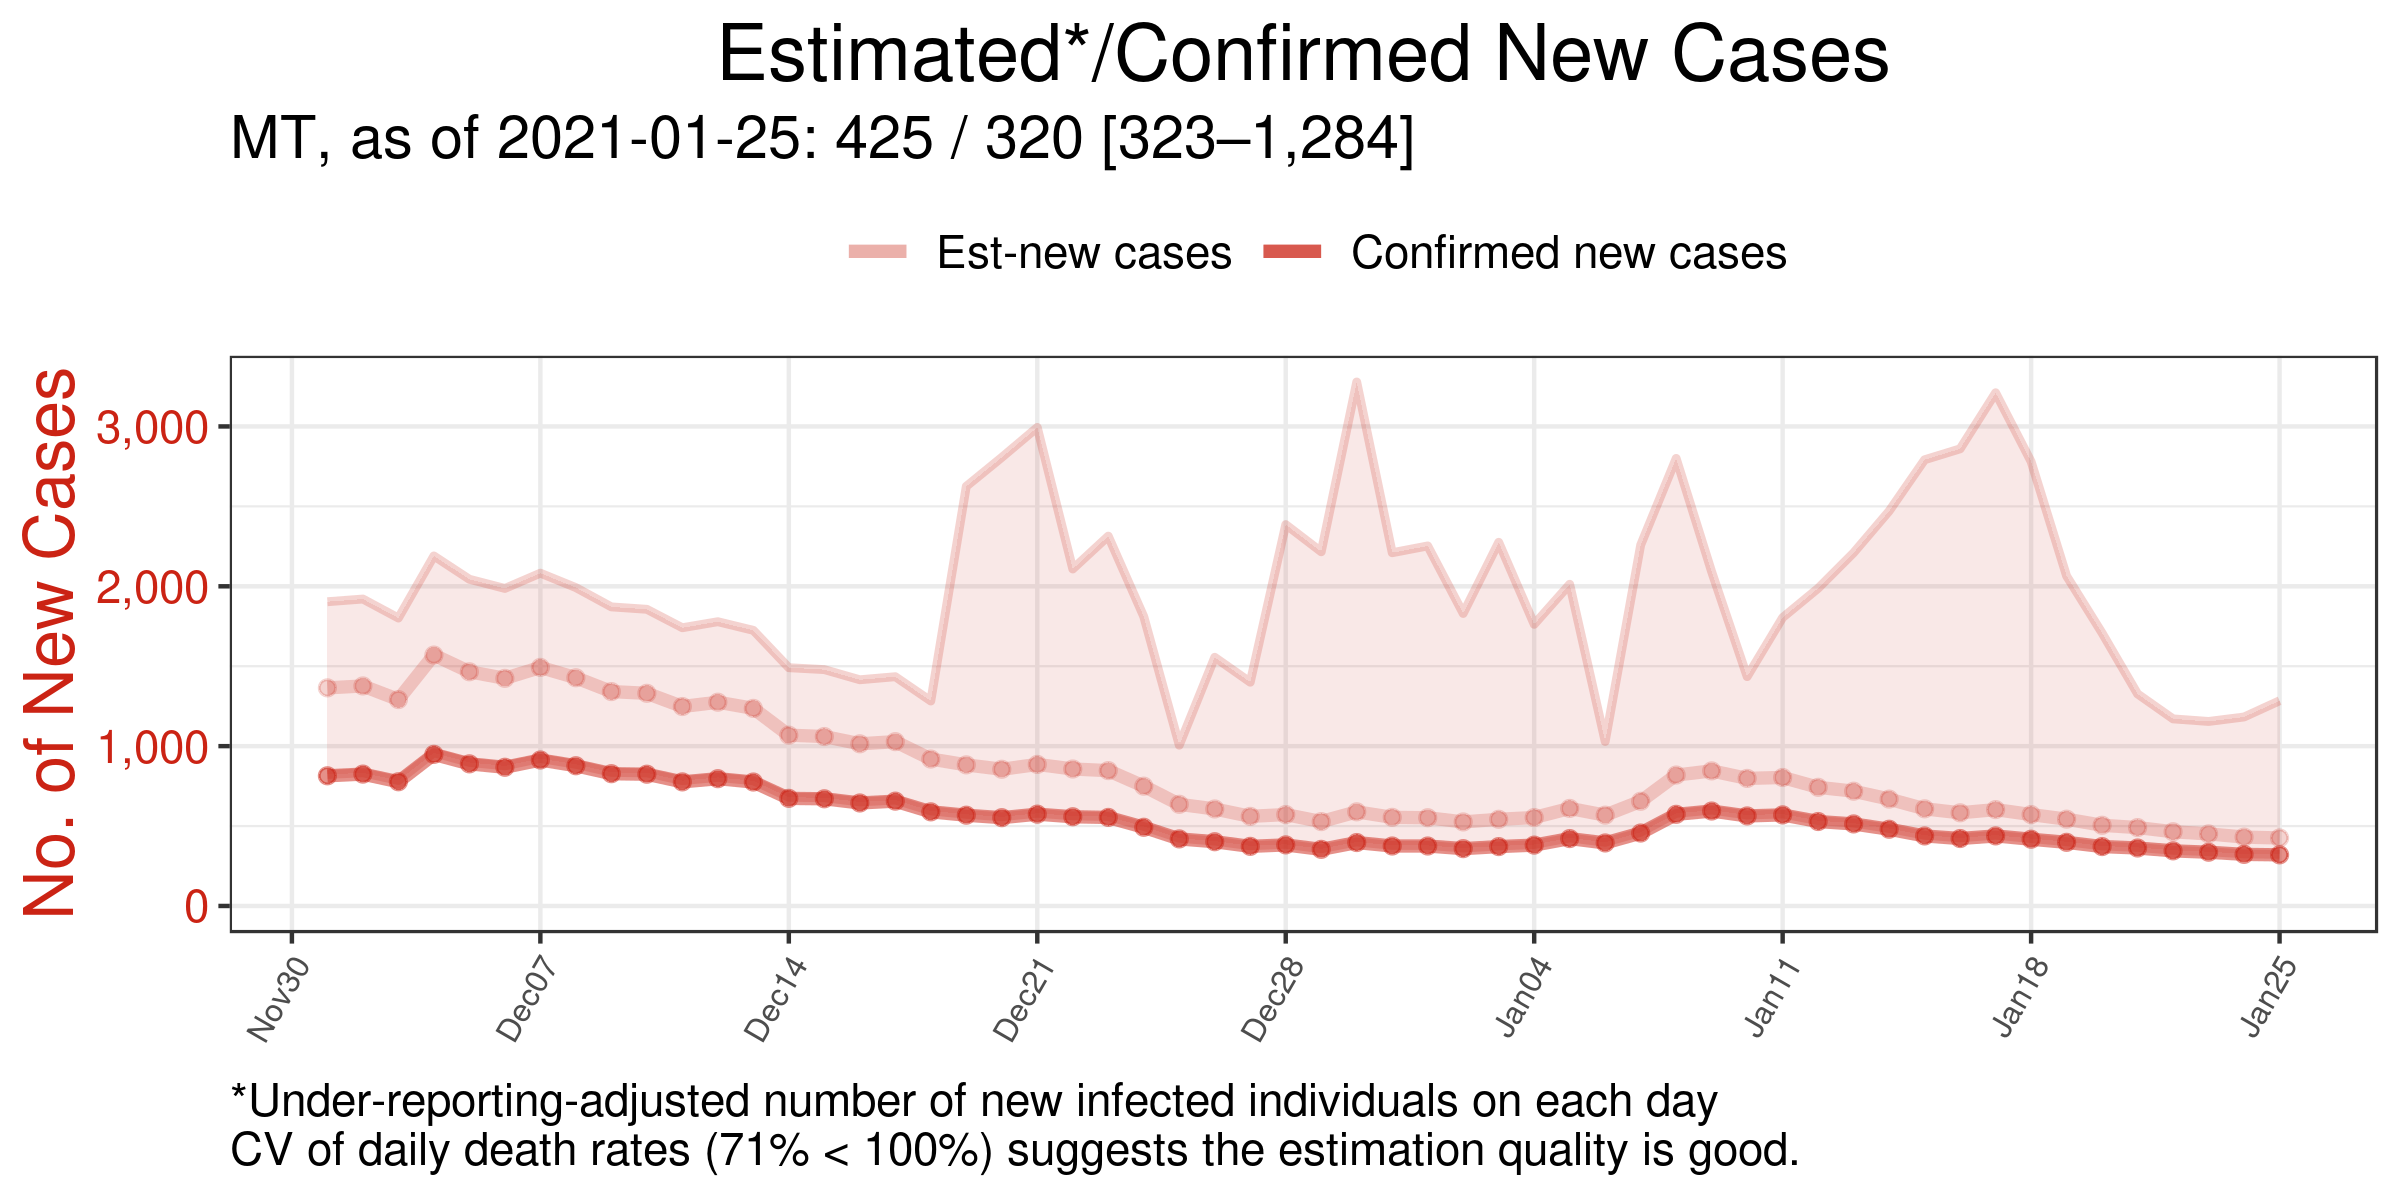 Estimated*/Confirmed New Cases
MT, as of 2021-01-25: 425 / 320 [323–1,284]
Est-new cases
Confirmed new cases
No. of New Cases
3,000
2,000
1,000
0
Nov30
Dec07
Dec14
Dec21
Dec28
Jan04
Jan11
Jan18
Jan25
*Under-reporting-adjusted number of new infected individuals on each day
CV of daily death rates (71% < 100%) suggests the estimation quality is good.